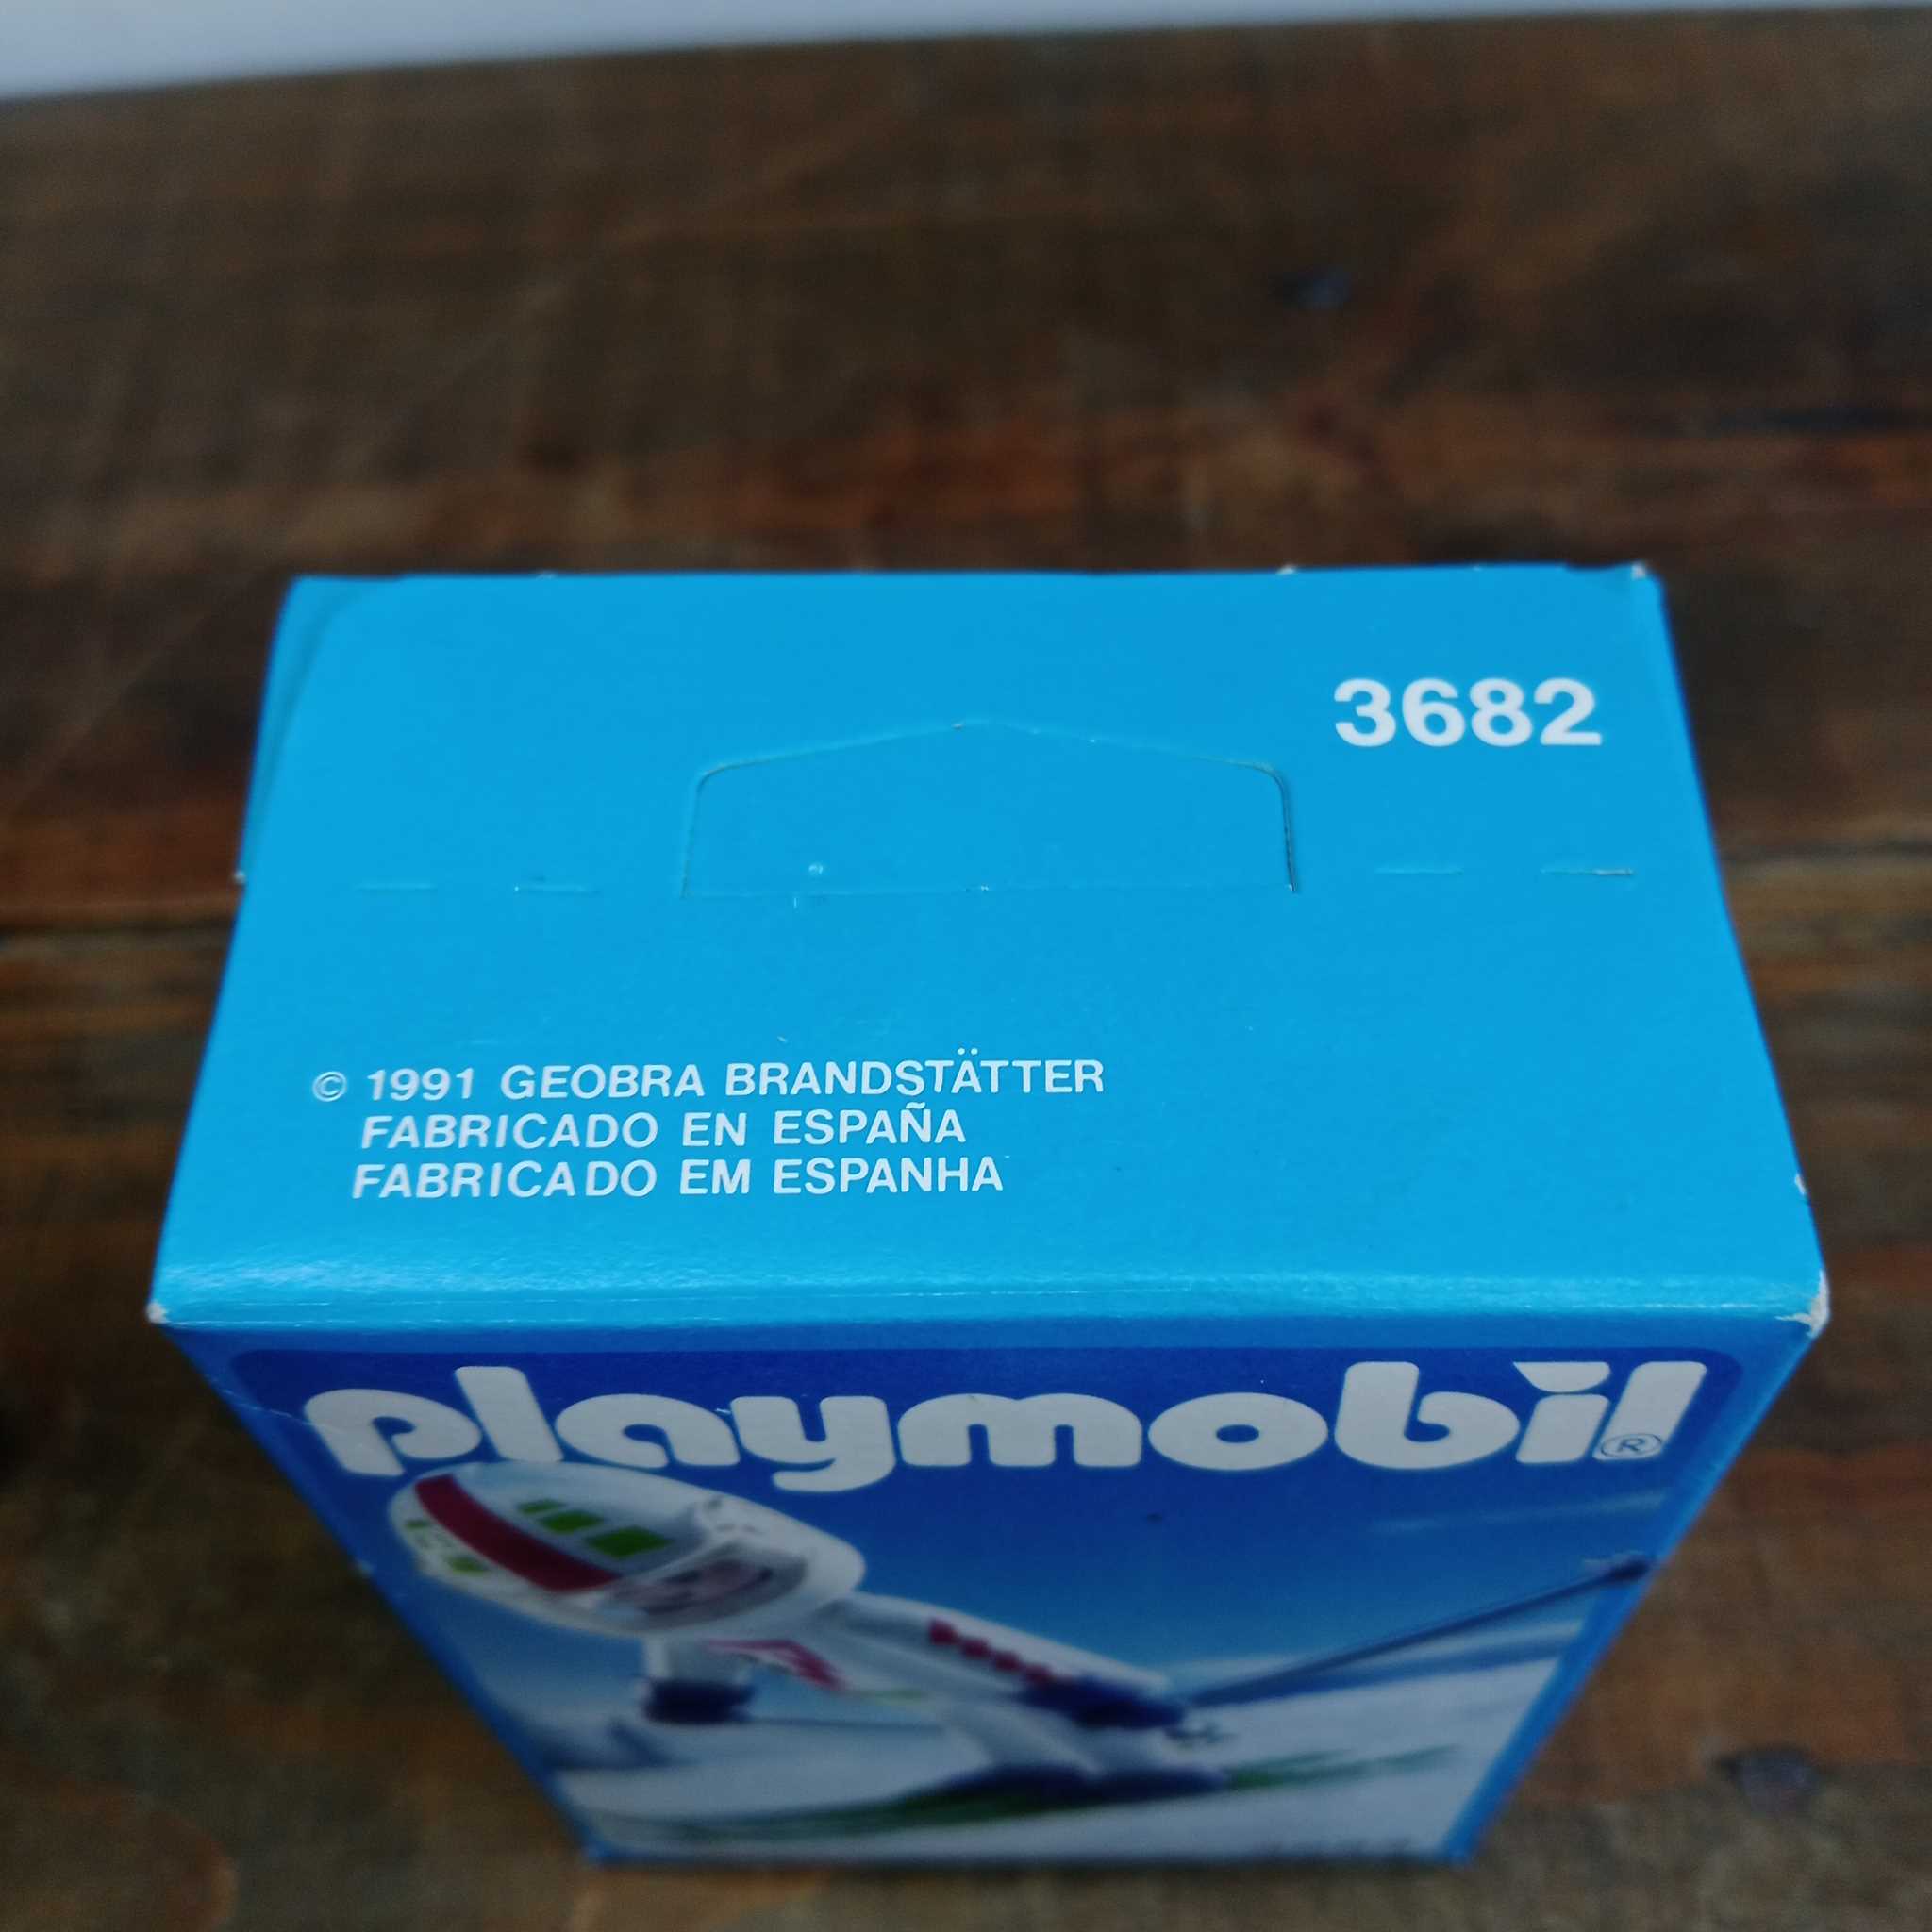 3682
© 1991 GEOBRA BRANDSTÄTTER
FABRICADO EN ESPAÑA
FABRICADO EM ESPANHA
playmobil®